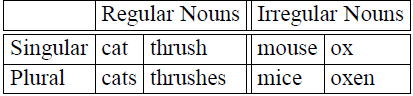 Regular Nouns Irregular Nouns
Singular cat thrush mouse ox
Plural cats thrushes mice oxen